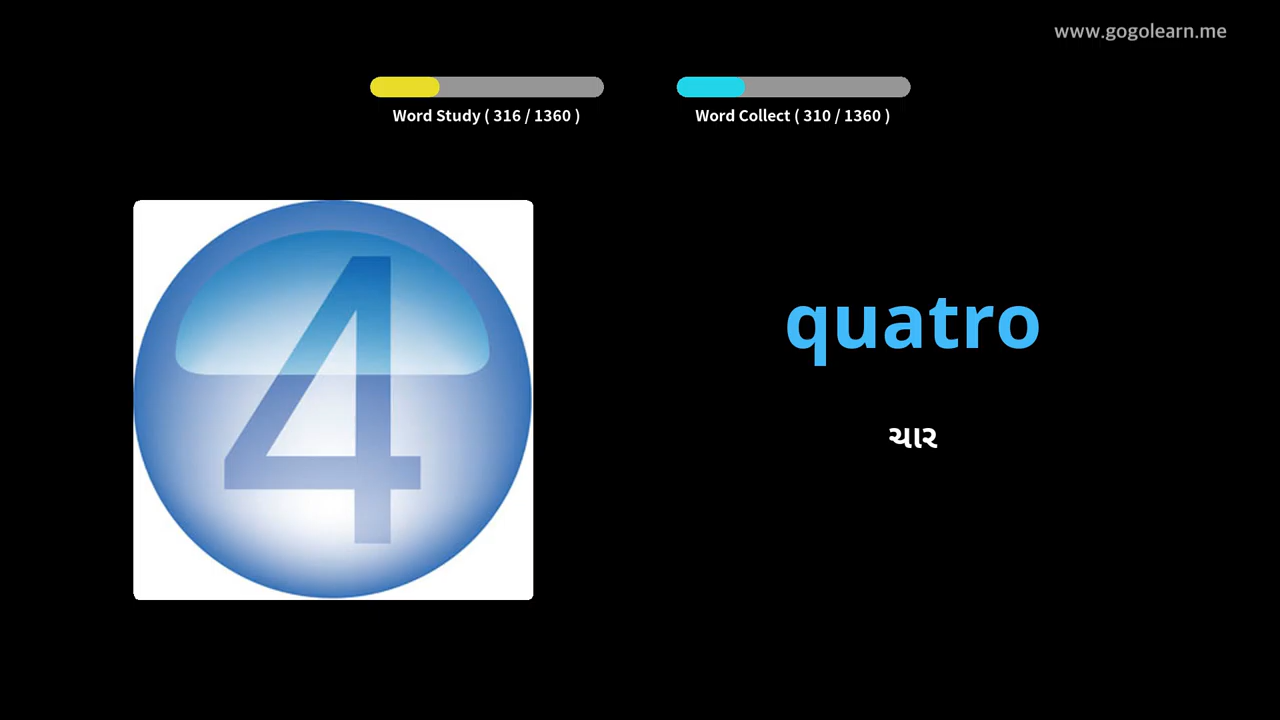 www.gogolearn.me
Word Study ( 316 / 1360 )
Word Collect ( 310 / 1360 )
4
quatro
ચાર